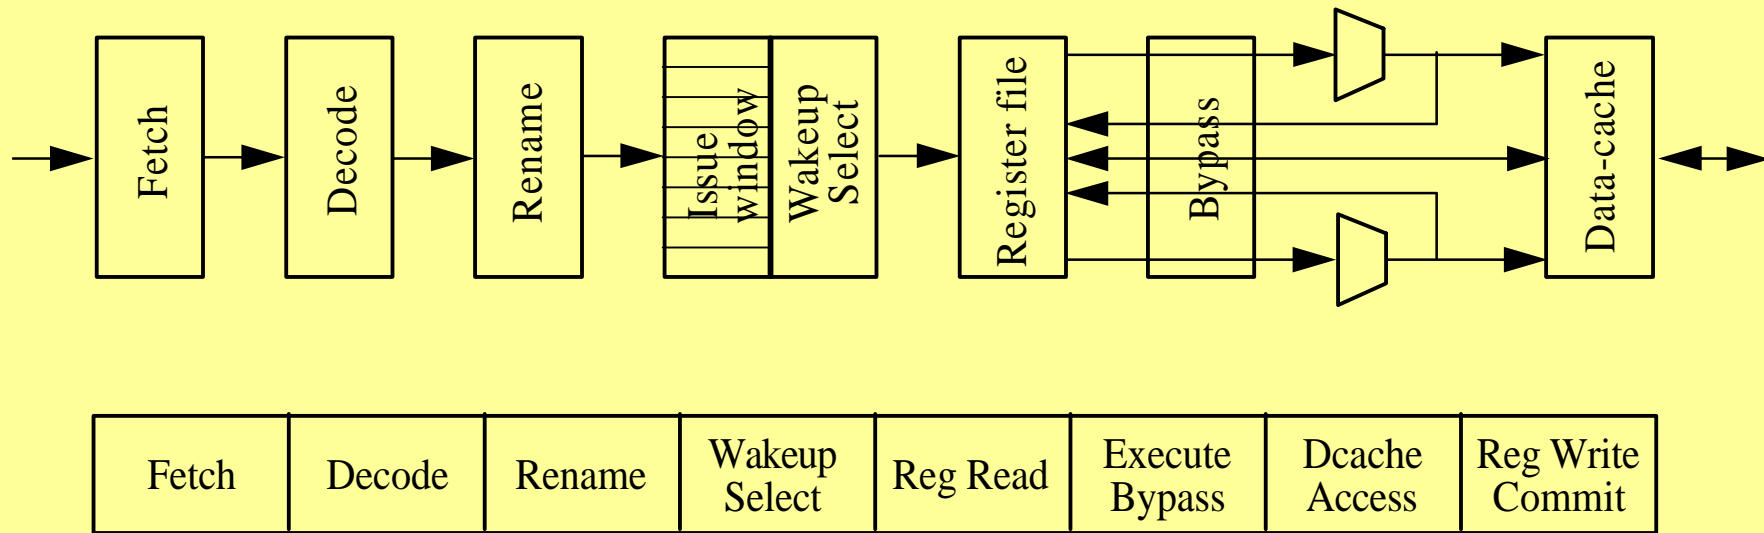 Fetch
Decode
Rename
Issue
window
Wakeup
Select
Register file
Bypass
Data-cache
Fetch
Decode
Rename
Wakeup
Select
Reg Read
Execute
Bypass
Dcache
Access
Reg Write
Commit